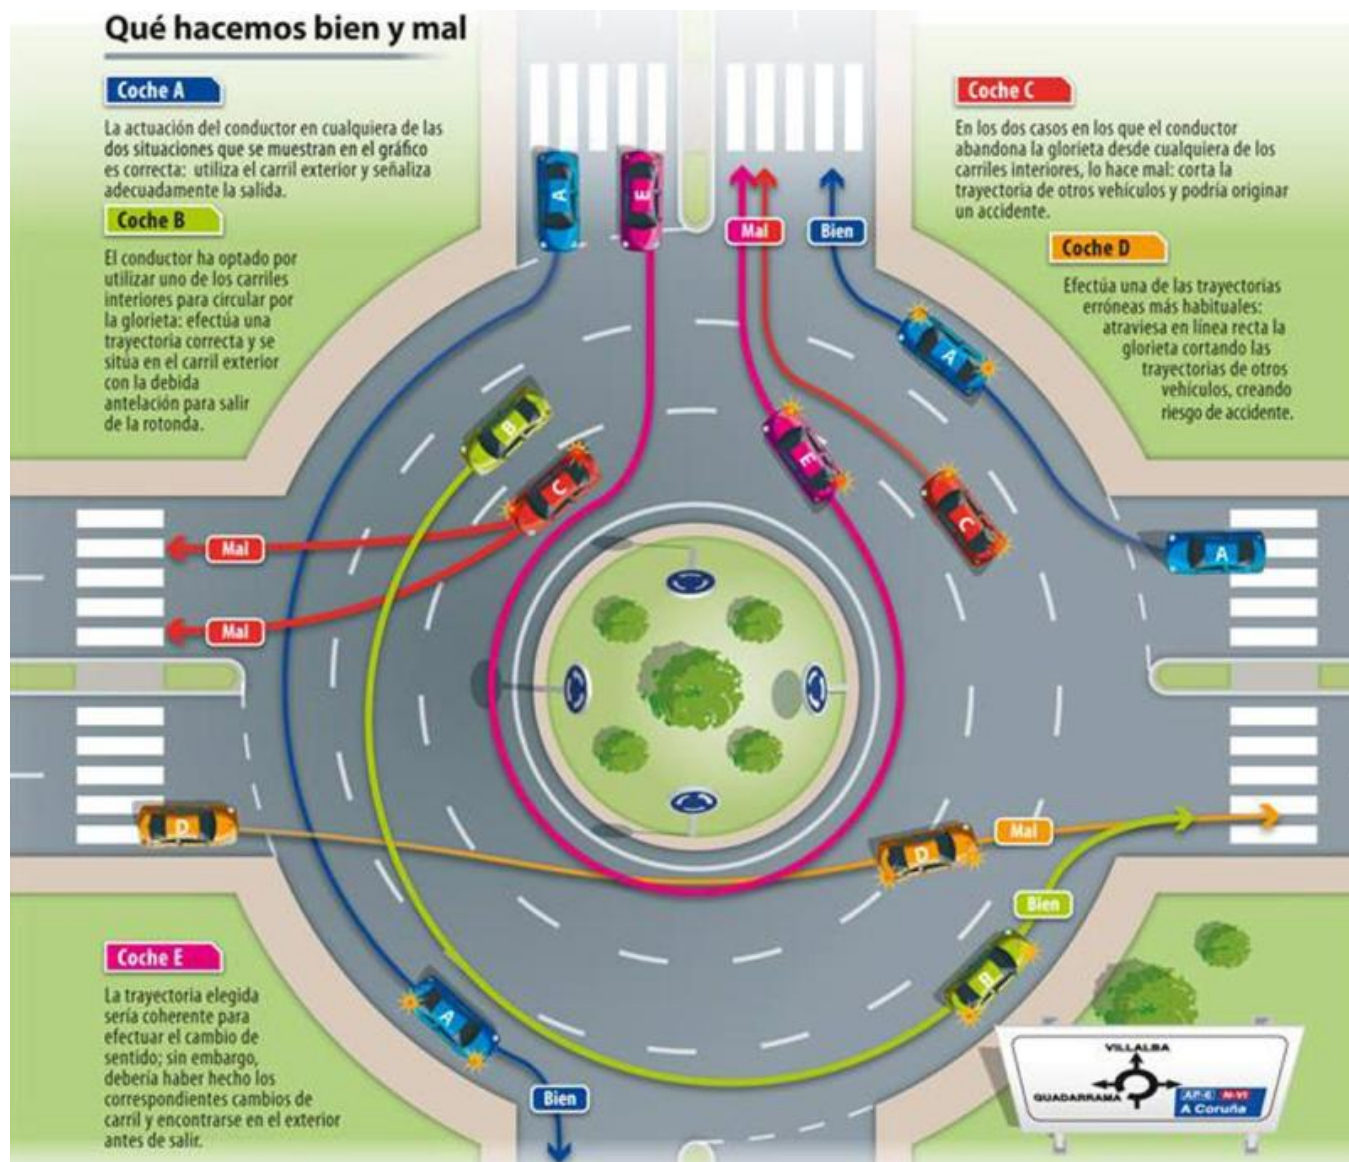 Qué hacemos bien y mal
Coche A
La actuación del conductor en cualquiera de las
dos situaciones que se muestran en el gráfico
es correcta: utiliza el carril exterior y señaliza
adecuadamente la salida.
Coche B
El conductor ha optado por
utilizar uno de los carriles
interiores para circular por
la glorieta: efectúa una
trayectoria correcta y se
sitúa en el carril exterior
con la debida
antelación para salir
de la rotonda.
Coche C
En los dos casos en los que el conductor
abandona la glorieta desde cualquiera de los
carriles interiores, lo hace mal: corta la
trayectoria de otros vehículos y podría originar
un accidente.
Coche D
Efectúa una de las trayectorias
erróneas más habituales:
atraviesa en línea recta la
glorieta cortando las
trayectorias de otros
vehículos, creando
riesgo de accidente.
A
E
Mal
Bien
A
B
C
E
C
A
Mal
Mal
D
D
Mal
Bien
B
A
Bien
Coche E
La trayectoria elegida
sería coherente para
efectuar el cambio de
sentido; sin embargo,
debería haber hecho los
correspondientes cambios de
carril y encontrarse en el exterior
antes de salir.
VILLALBA
GUADARRAMA
AP-6 N-VI
A Coruña